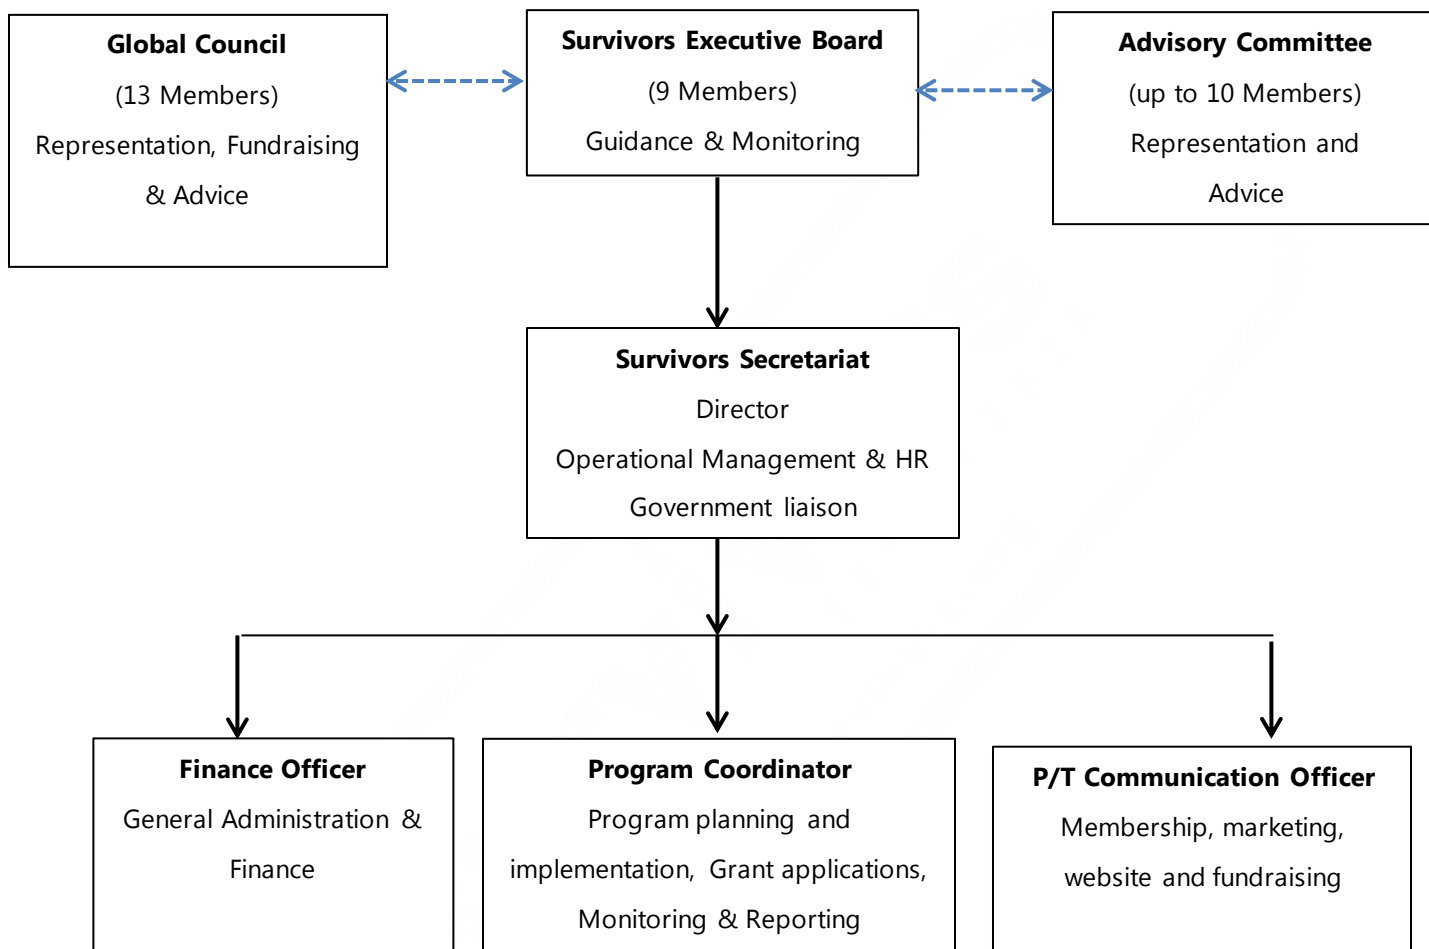 Global Council
(13 Members)
Representation, Fundraising
& Advice
Survivors Executive Board
(9 Members)
Guidance & Monitoring
Advisory Committee
(up to 10 Members)
Representation and
Advice
Survivors Secretariat
Director
Operational Management & HR
Government liaison
Finance Officer
General Administration &
Finance
Program Coordinator
Program planning and
implementation, Grant applications,
Monitoring & Reporting
P/T Communication Officer
Membership, marketing,
website and fundraising